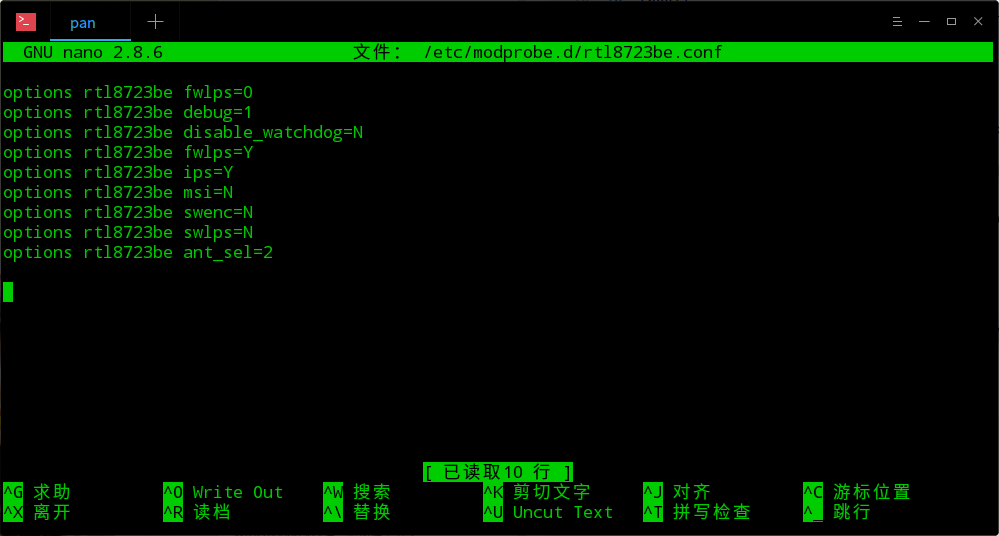 pan
GNU nano 2.8.6 文件： /etc/modprobe.d/rtl8723be.conf
options rtl8723be fwlps=0
options rtl8723be debug=1
options rtl8723be disable_watchdog=N
options rtl8723be fwlps=Y
options rtl8723be ips=Y
options rtl8723be msi=N
options rtl8723be swenc=N
options rtl8723be swlps=N
options rtl8723be ant_sel=2
[ 已读取10 行 ]
^G 求助 ^O Write Out ^W 搜索 ^K 剪切文字 ^J 对齐 ^C 游标位置
^X 离开 ^R 读档 ^\ 替换 ^U Uncut Text ^T 拼写检查 ^_ 跳行